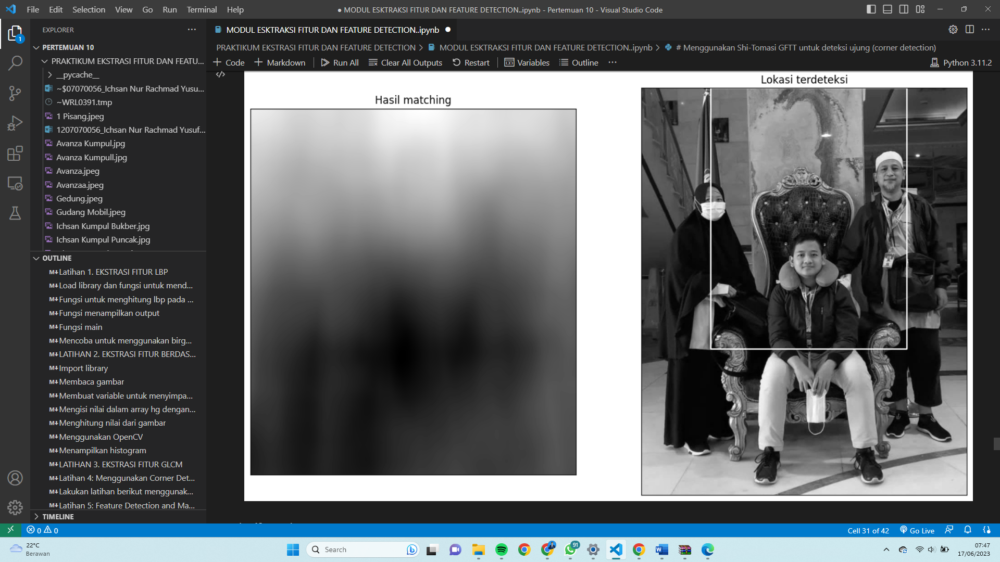 File Edit Selection View Go Run Terminal Help
● MODUL ESKTRAKSI FITUR DAN FEATURE DETECTION..ipynb - Pertemuan 10 - Visual Studio Code
EXPLORER
MODUL ESKTRAKSI FITUR DAN FEATURE DETECTION..ipynb ●
PRAKTIKUM EKSTRASI FITUR DAN FEATURE DETECTION > MODUL ESKTRAKSI FITUR DAN FEATURE DETECTION..ipynb > # Menggunakan Shi-Tomasi GFTT untuk deteksi ujung (corner detection)
+ Code + Markdown | Run All Clear All Outputs Restart | Variables Outline ...
Python 3.11.2
1
PERTEMUAN 10
PRAKTIKUM EKSTRASI FITUR DAN FEATU...
__pycache__
~$07070056_Ichsan Nur Rachmad Yusu...
~WRL0391.tmp
1 Pisang.jpeg
1207070056_Ichsan Nur Rachmad Yusuf...
Avanza Kumpul.jpg
Avanza Kumpull.jpg
Avanza.jpeg
Avanzaa.jpeg
Gedung.jpeg
Gudang Mobil.jpeg
Ichsan Kumpul Bukber.jpg
Ichsan Kumpul Puncak.jpg
OUTLINE
Latihan 1. EKSTRASI FITUR LBP
Load library dan fungsi untuk mend...
Fungsi untuk menghitung lbp pada ...
Fungsi menampilkan output
Fungsi main
Mencoba untuk menggunakan birg...
LATIHAN 2. EKSTRASI FITUR BERDAS...
Import library
Membaca gambar
Membuat variable untuk menyimpa...
Mengisi nilai dalam array hg dengan...
Menghitung nilai dari gambar
Menggunakan OpenCV
Menampilkan histogram
LATIHAN 3. EKSTRASI FITUR GLCM
Latihan 4: Menggunakan Corner Det...
Lakukan latihan berikut menggunak...
Latihan 5: Feature Detection and Ma...
TIMELINE
Hasil matching
Lokasi terdeteksi
0 0
Cell 31 of 42 Go Live
22°C
Berawan
Search
91
07:47
17/06/2023